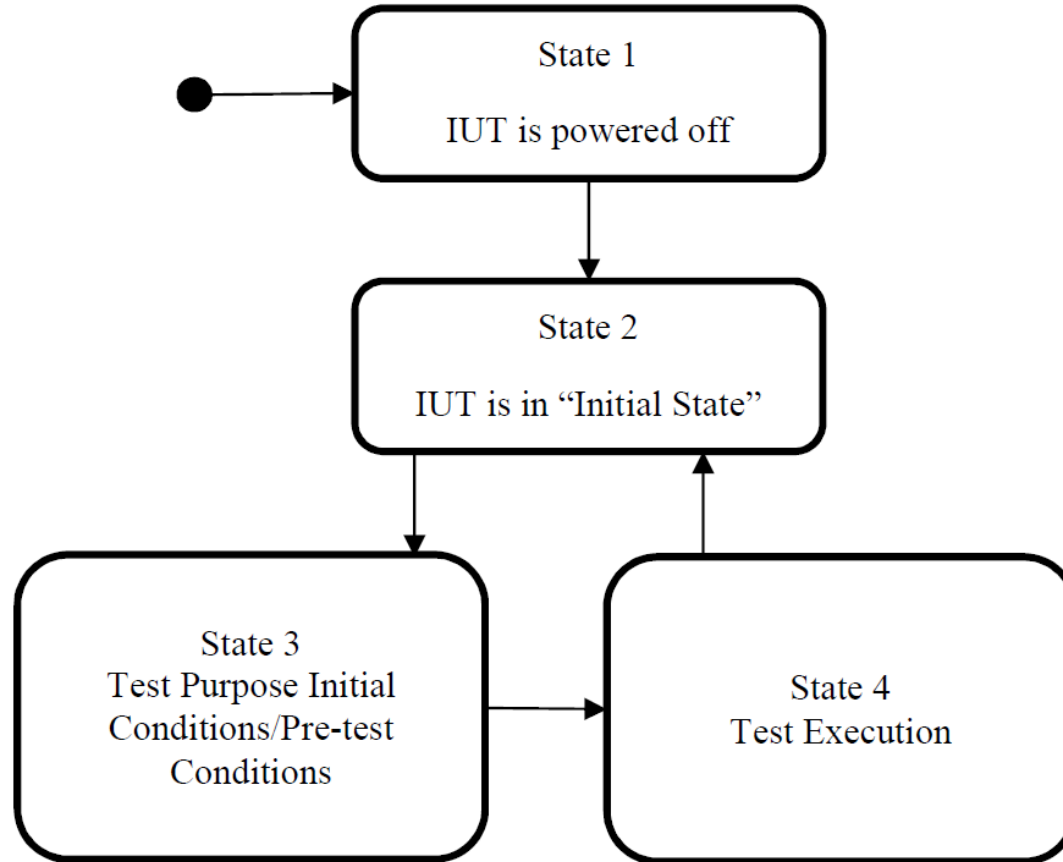 State 1
IUT is powered off
State 2
IUT is in “Initial State”
State 3
Test Purpose Initial
Conditions/Pre-test
Conditions
State 4
Test Execution